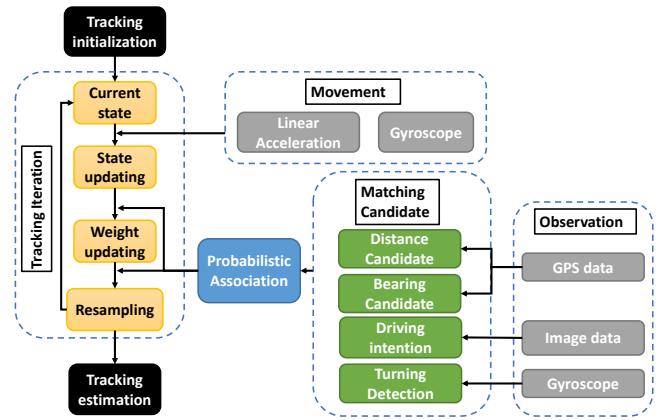 Tracking
initialization
Tracking Iteration
Current
state
State
updating
Weight
updating
Resampling
Tracking
estimation
Movement
Linear
Acceleration
Gyroscope
Probabilistic
Association
Matching
Candidate
Distance
Candidate
Bearing
Candidate
Driving
intention
Turning
Detection
Observation
GPS data
Image data
Gyroscope